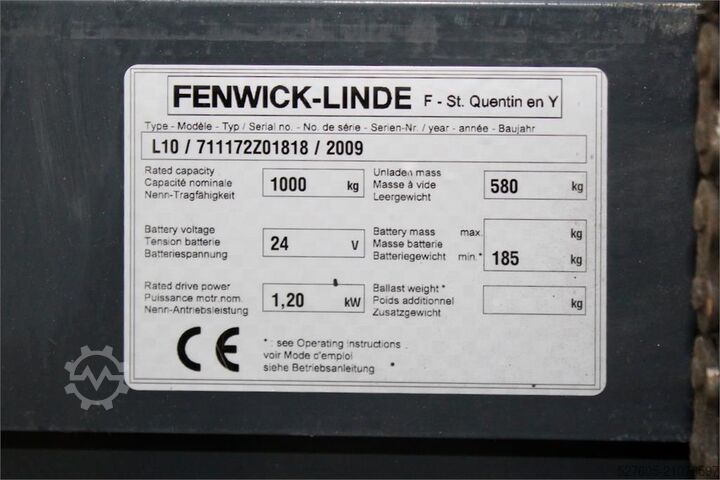 FENWICK-LINDE F - St. Quentin en Y
Type - Modèle - Typ / Serial no. - No. de série - Serien-Nr. / year - année - Baujahr
L10 / 711172Z01818 / 2009
Rated capacity
Capacité nominale
Nenn-Tragfähigkeit
1000 kg
Unladen mass
Masse à vide
Leergewicht
580 kg
Battery voltage
Tension batterie
Batteriespannung
24 V
Battery mass max. kg
Masse batterie
Batteriegewicht min.* 185 kg
Rated drive power
Puissance motr.nom.
Nenn-Antriebsleistung
1,20 kW
Ballast weight *
Poids additionnel
Zusatzgewicht
kg
CE
* : see Operating Instructions
voir Mode d'emploi
siehe Betriebsanleitung *